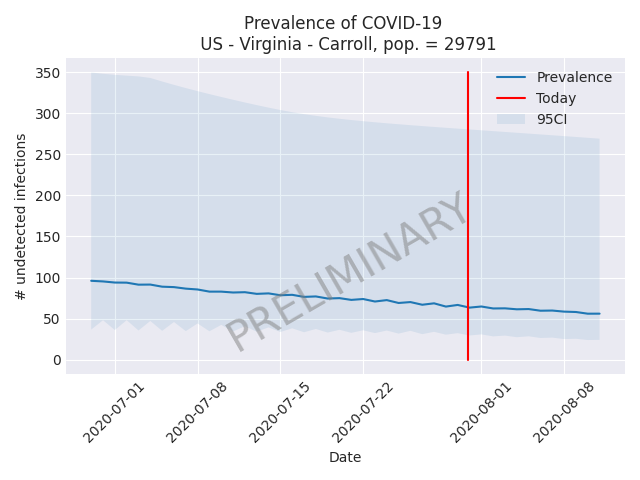 Prevalence of COVID-19
US - Virginia - Carroll, pop. = 29791
# undetected infections
350
300
250
200
150
100
50
0
Prevalence
Today
95CI
PRELIMINARY
2020-07-01
2020-07-08
2020-07-15
2020-07-22
2020-08-01
2020-08-08
Date